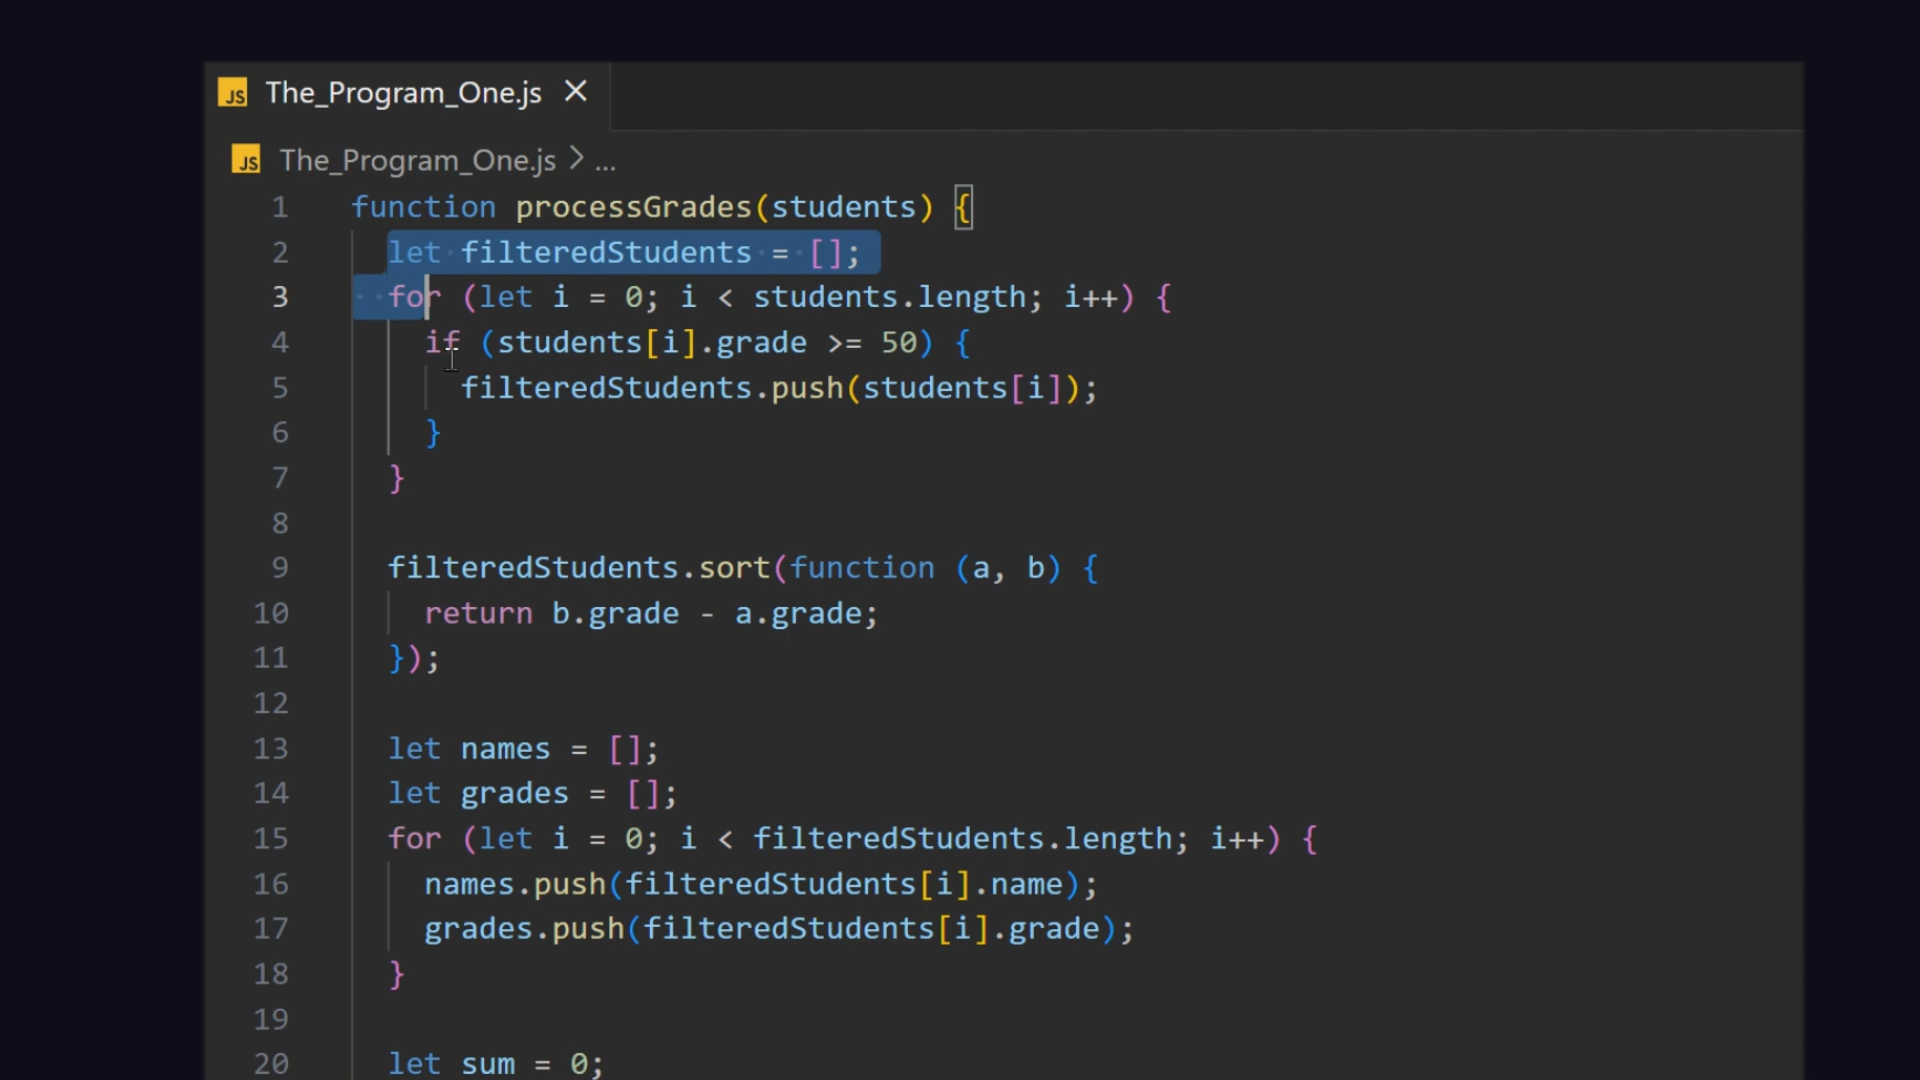 JS The_Program_One.js ×
JS The_Program_One.js > ...
1 function processGrades(students) {
2 let filteredStudents = [];
3 for (let i = 0; i < students.length; i++) {
4 if (students[i].grade >= 50) {
5 filteredStudents.push(students[i]);
6 }
7 }
8
9 filteredStudents.sort(function (a, b) {
10 return b.grade - a.grade;
11 });
12
13 let names = [];
14 let grades = [];
15 for (let i = 0; i < filteredStudents.length; i++) {
16 names.push(filteredStudents[i].name);
17 grades.push(filteredStudents[i].grade);
18 }
19
20 let sum = 0;